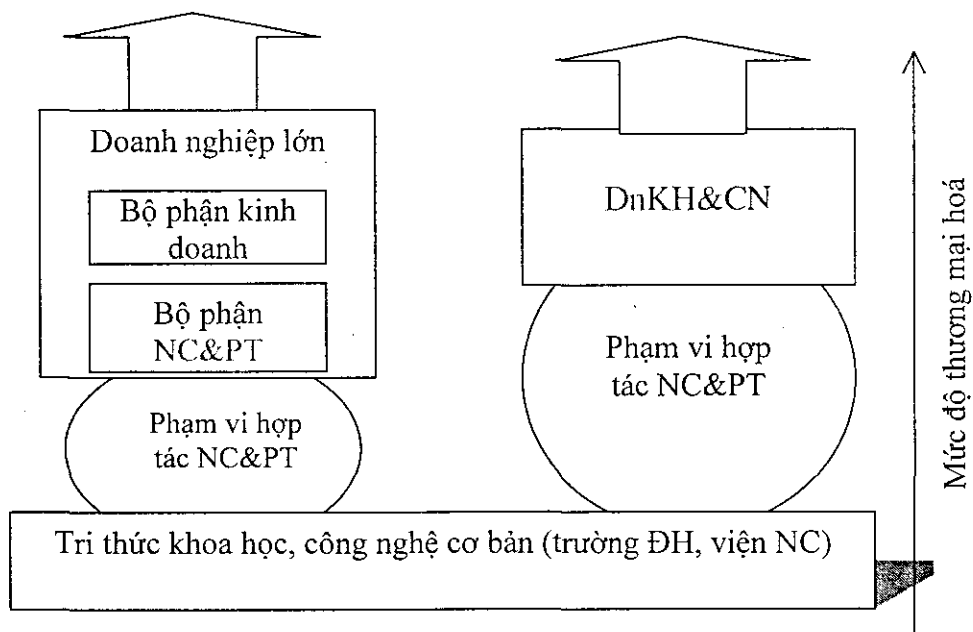 Doanh nghiệp lớn
Bộ phận kinh
doanh
Bộ phận
NC&PT
Phạm vi hợp
tác NC&PT
DnKH&CN
Phạm vi hợp
tác NC&PT
Tri thức khoa học, công nghệ cơ bản (trường ĐH, viện NC)
Mức độ thương mại hoá